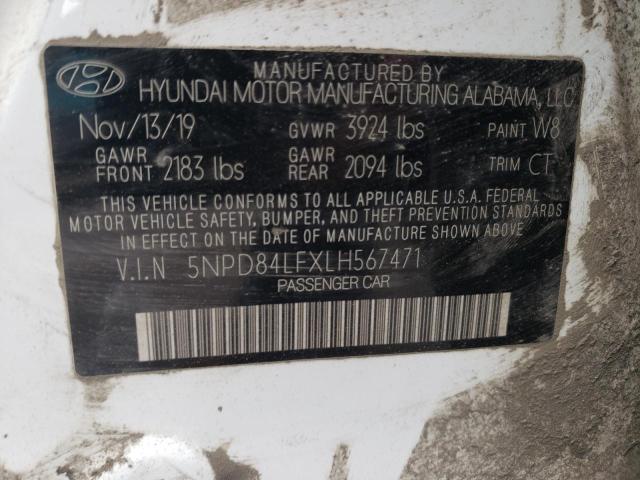 MANUFACTURED BY
HYUNDAI MOTOR MANUFACTURING ALABAMA, LLC
Nov/13/19 GVWR 3924 lbs PAINT W8
GAWR FRONT 2183 lbs GAWR REAR 2094 lbs TRIM CT
THIS VEHICLE CONFORMS TO ALL APPLICABLE U.S.A. FEDERAL
MOTOR VEHICLE SAFETY, BUMPER, AND THEFT PREVENTION STANDARDS
IN EFFECT ON THE DATE OF MANUFACTURE SHOWN ABOVE.
V.I.N 5NPD84LFXLH567471
PASSENGER CAR